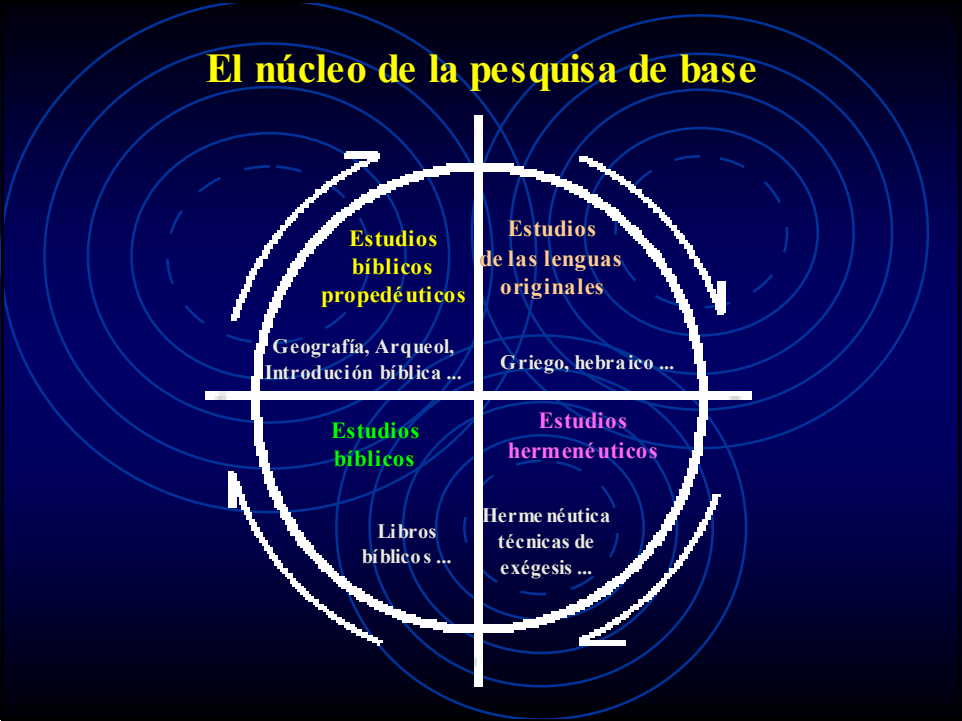 El núcleo de la pesquisa de base
Estudios
bíblicos
propedéuticos
Geografía, Arqueol,
Introdución bíblica ...
Estudios
de las lenguas
originales
Griego, hebraico ...
Estudios
bíblicos
Libros
bíblicos ...
Estudios
hermenéuticos
Hermenéutica
técnicas de
exégesis ...